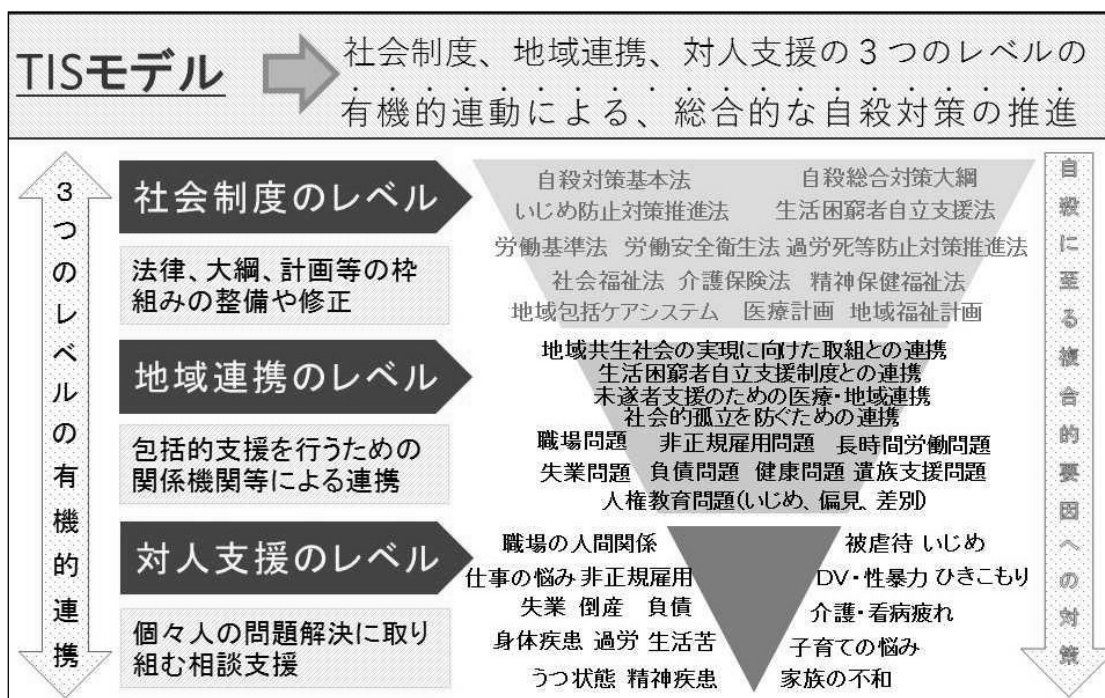 TISモデル
社会制度、地域連携、対人支援の3つのレベルの
有機的連動による、総合的な自殺対策の推進
3つのレベルの有機的連携
社会制度のレベル
法律、大綱、計画等の枠
組みの整備や修正
自殺対策基本法 自殺総合対策大綱
いじめ防止対策推進法 生活困窮者自立支援法
労働基準法 労働安全衛生法 過労死等防止対策推進法
社会福祉法 介護保険法 精神保健福祉法
地域包括ケアシステム 医療計画 地域福祉計画
地域連携のレベル
包括的支援を行うための
関係機関等による連携
地域共生社会の実現に向けた取組との連携
生活困窮者自立支援制度との連携
未遂者支援のための医療・地域連携
社会的孤立を防ぐための連携
職場問題 非正規雇用問題 長時間労働問題
失業問題 負債問題 健康問題 遺族支援問題
人権教育問題(いじめ、偏見、差別)
対人支援のレベル
個々人の問題解決に取り
組む相談支援
職場の人間関係 被虐待 いじめ
仕事の悩み 非正規雇用 DV・性暴力 ひきこもり
失業 倒産 負債 介護・看病疲れ
身体疾患 過労 生活苦 子育ての悩み
うつ状態 精神疾患 家族の不和
自殺に至る複合的要因への対策